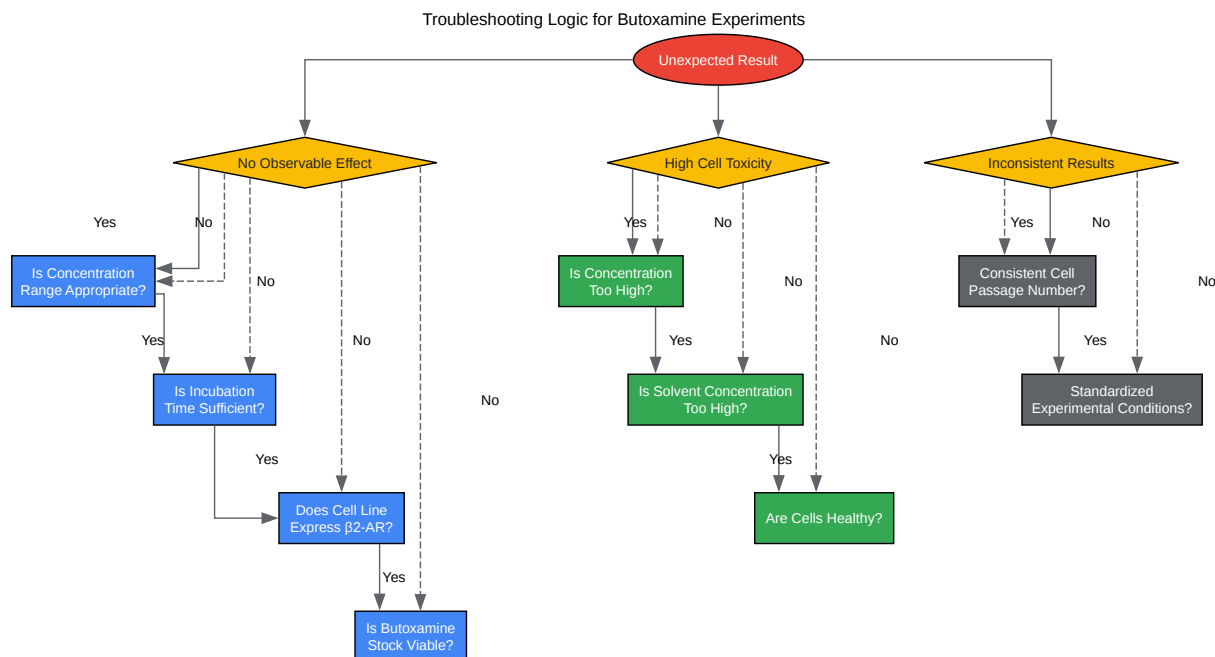 Troubleshooting Logic for Butoxamine Experiments
Unexpected Result
No Observable Effect
High Cell Toxicity
Inconsistent Results
Yes
No
Yes
No
Yes
No
Is Concentration
Range Appropriate?
No
Is Concentration
Too High?
No
Consistent Cell
Passage Number?
No
Yes
No
Yes
No
Yes
Is Incubation
Time Sufficient?
No
Is Solvent Concentration
Too High?
Standardized
Experimental Conditions?
Yes
Yes
Does Cell Line
Express β2-AR?
Are Cells Healthy?
Yes
Is Butoxamine
Stock Viable?